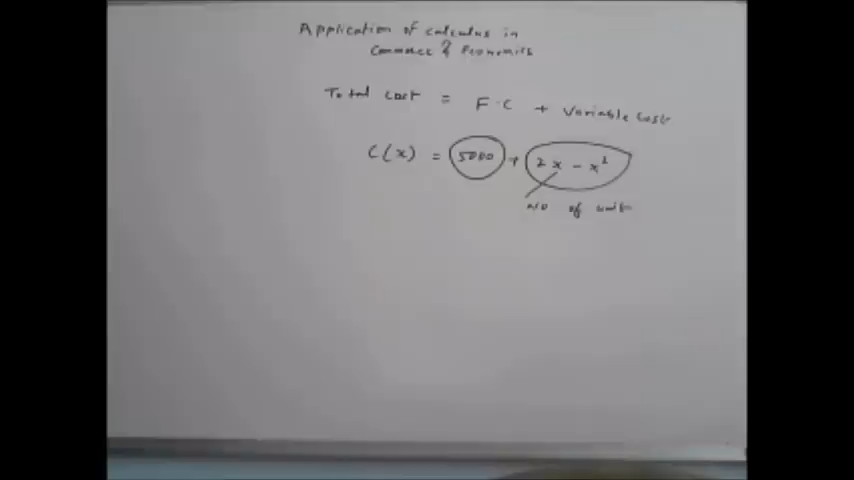 Application of calculus in
Commerce & Economics
Total cost = F.C + Variable Cost
C(x) = 5000 + 2x - x²
no of units